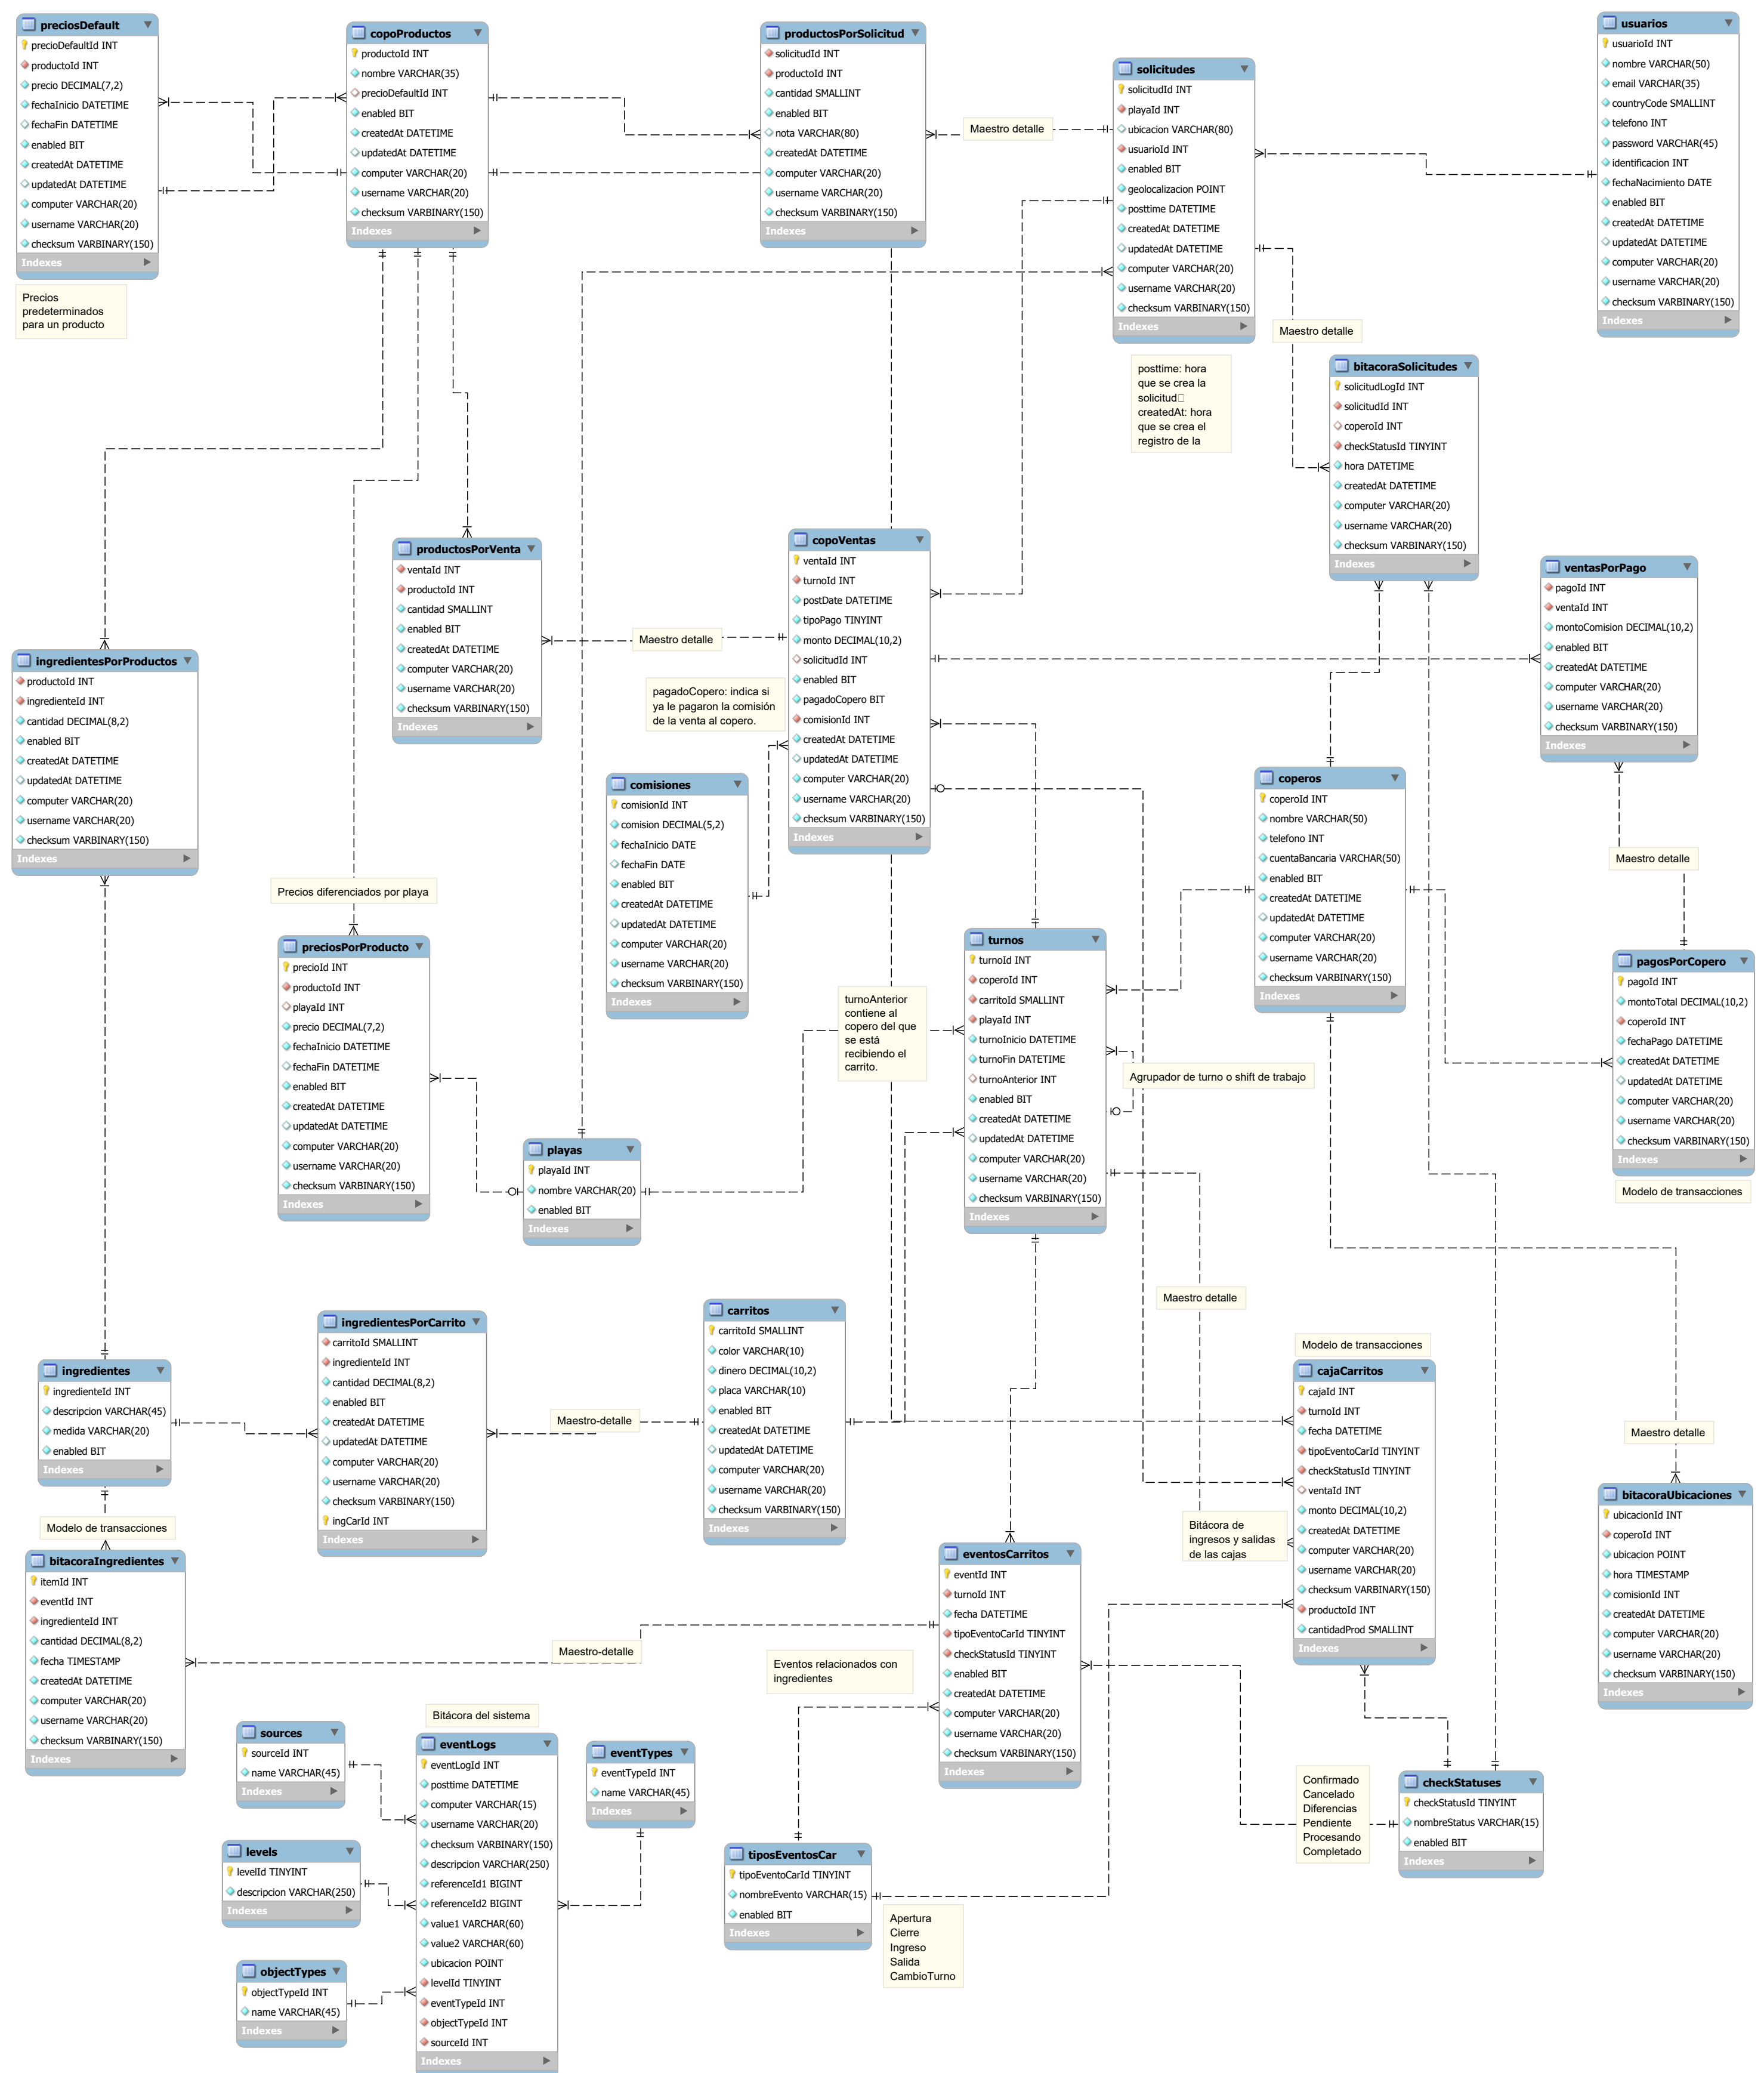 preciosDefault
precioDefaultId INT
productoId INT
precio DECIMAL(7,2)
fechaInicio DATETIME
fechaFin DATETIME
enabled BIT
createdAt DATETIME
updatedAt DATETIME
computer VARCHAR(20)
username VARCHAR(20)
checksum VARBINARY(150)
Indexes
Precios
predeterminados
para un producto
copoProductos
productoId INT
nombre VARCHAR(35)
precioDefaultId INT
enabled BIT
createdAt DATETIME
updatedAt DATETIME
computer VARCHAR(20)
username VARCHAR(20)
checksum VARBINARY(150)
Indexes
productosPorSolicitud
solicitudId INT
productoId INT
cantidad SMALLINT
enabled BIT
nota VARCHAR(80)
createdAt DATETIME
computer VARCHAR(20)
username VARCHAR(20)
checksum VARBINARY(150)
Indexes
Maestro detalle
solicitudes
solicitudId INT
playaId INT
ubicacion VARCHAR(80)
usuarioId INT
enabled BIT
geolocalizacion POINT
posttime DATETIME
createdAt DATETIME
updatedAt DATETIME
computer VARCHAR(20)
username VARCHAR(20)
checksum VARBINARY(150)
Indexes
posttime: hora
que se crea la
solicitud
createdAt: hora
que se crea el
registro de la
usuarios
usuarioId INT
nombre VARCHAR(50)
email VARCHAR(35)
countryCode SMALLINT
telefono INT
password VARCHAR(45)
identificacion INT
fechaNacimiento DATE
enabled BIT
createdAt DATETIME
updatedAt DATETIME
computer VARCHAR(20)
username VARCHAR(20)
checksum VARBINARY(150)
Indexes
Maestro detalle
bitacoraSolicitudes
solicitudLogId INT
solicitudId INT
coperoId INT
checkStatusId TINYINT
hora DATETIME
createdAt DATETIME
computer VARCHAR(20)
username VARCHAR(20)
checksum VARBINARY(150)
Indexes
productosPorVenta
ventaId INT
productoId INT
cantidad SMALLINT
enabled BIT
createdAt DATETIME
computer VARCHAR(20)
username VARCHAR(20)
checksum VARBINARY(150)
Indexes
Maestro detalle
pagadoCopero: indica si
ya le pagaron la comisión
de la venta al copero.
copoVentas
ventaId INT
turnoId INT
postDate DATETIME
tipoPago TINYINT
monto DECIMAL(10,2)
solicitudId INT
enabled BIT
pagadoCopero BIT
comisionId INT
createdAt DATETIME
updatedAt DATETIME
computer VARCHAR(20)
username VARCHAR(20)
checksum VARBINARY(150)
Indexes
ventasPorPago
pagoId INT
ventaId INT
montoComision DECIMAL(10,2)
enabled BIT
createdAt DATETIME
computer VARCHAR(20)
username VARCHAR(20)
checksum VARBINARY(150)
Indexes
Maestro detalle
ingredientesPorProductos
productoId INT
ingredienteId INT
cantidad DECIMAL(8,2)
enabled BIT
createdAt DATETIME
updatedAt DATETIME
computer VARCHAR(20)
username VARCHAR(20)
checksum VARBINARY(150)
Indexes
comisiones
comisionId INT
comision DECIMAL(5,2)
fechaInicio DATE
fechaFin DATE
enabled BIT
createdAt DATETIME
updatedAt DATETIME
computer VARCHAR(20)
username VARCHAR(20)
checksum VARBINARY(150)
Indexes
coperos
coperoId INT
nombre VARCHAR(50)
telefono INT
cuentaBancaria VARCHAR(50)
enabled BIT
createdAt DATETIME
updatedAt DATETIME
computer VARCHAR(20)
username VARCHAR(20)
checksum VARBINARY(150)
Indexes
Precios diferenciados por playa
preciosPorProducto
precioId INT
productoId INT
playaId INT
precio DECIMAL(7,2)
fechaInicio DATETIME
fechaFin DATETIME
enabled BIT
createdAt DATETIME
updatedAt DATETIME
computer VARCHAR(20)
username VARCHAR(20)
checksum VARBINARY(150)
Indexes
turnoAnterior
contiene al
copero del que
se está
recibiendo el
carrito.
turnos
turnoId INT
coperoId INT
carritoId SMALLINT
playaId INT
turnoInicio DATETIME
turnoFin DATETIME
turnoAnterior INT
enabled BIT
createdAt DATETIME
updatedAt DATETIME
computer VARCHAR(20)
username VARCHAR(20)
checksum VARBINARY(150)
Indexes
Agrupador de turno o shift de trabajo
pagosPorCopero
pagoId INT
montoTotal DECIMAL(10,2)
coperoId INT
fechaPago DATETIME
createdAt DATETIME
updatedAt DATETIME
computer VARCHAR(20)
username VARCHAR(20)
checksum VARBINARY(150)
Indexes
Modelo de transacciones
playas
playaId INT
nombre VARCHAR(20)
enabled BIT
Indexes
Maestro detalle
ingredientes
ingredienteId INT
descripcion VARCHAR(45)
medida VARCHAR(20)
enabled BIT
Indexes
Modelo de transacciones
ingredientesPorCarrito
carritoId SMALLINT
ingredienteId INT
cantidad DECIMAL(8,2)
enabled BIT
createdAt DATETIME
updatedAt DATETIME
computer VARCHAR(20)
username VARCHAR(20)
checksum VARBINARY(150)
ingCarId INT
Indexes
Maestro-detalle
carritos
carritoId SMALLINT
color VARCHAR(10)
dinero DECIMAL(10,2)
placa VARCHAR(10)
enabled BIT
createdAt DATETIME
updatedAt DATETIME
computer VARCHAR(20)
username VARCHAR(20)
checksum VARBINARY(150)
Indexes
Modelo de transacciones
cajaCarritos
cajaId INT
turnoId INT
fecha DATETIME
tipoEventoCarId TINYINT
checkStatusId TINYINT
ventaId INT
monto DECIMAL(10,2)
createdAt DATETIME
computer VARCHAR(20)
username VARCHAR(20)
checksum VARBINARY(150)
productoId INT
cantidadProd SMALLINT
Indexes
Bitácora de
ingresos y salidas
de las cajas
Maestro detalle
bitacoraUbicaciones
ubicacionId INT
coperoId INT
ubicacion POINT
hora TIMESTAMP
comisionId INT
createdAt DATETIME
computer VARCHAR(20)
username VARCHAR(20)
checksum VARBINARY(150)
Indexes
bitacoraIngredientes
itemId INT
eventId INT
ingredienteId INT
cantidad DECIMAL(8,2)
fecha TIMESTAMP
createdAt DATETIME
computer VARCHAR(20)
username VARCHAR(20)
checksum VARBINARY(150)
Indexes
Maestro-detalle
eventosCarritos
eventId INT
turnoId INT
fecha DATETIME
tipoEventoCarId TINYINT
checkStatusId TINYINT
enabled BIT
createdAt DATETIME
computer VARCHAR(20)
username VARCHAR(20)
checksum VARBINARY(150)
Indexes
Eventos relacionados con
ingredientes
Bitácora del sistema
sources
sourceId INT
name VARCHAR(45)
Indexes
eventLogs
eventLogId INT
posttime DATETIME
computer VARCHAR(15)
username VARCHAR(20)
checksum VARBINARY(150)
descripcion VARCHAR(250)
referenceId1 BIGINT
referenceId2 BIGINT
value1 VARCHAR(60)
value2 VARCHAR(60)
ubicacion POINT
levelId TINYINT
eventTypeId INT
objectTypeId INT
sourceId INT
Indexes
eventTypes
eventTypeId INT
name VARCHAR(45)
Indexes
levels
levelId TINYINT
descripcion VARCHAR(250)
Indexes
objectTypes
objectTypeId INT
name VARCHAR(45)
Indexes
tiposEventosCar
tipoEventoCarId TINYINT
nombreEvento VARCHAR(15)
enabled BIT
Indexes
Apertura
Cierre
Ingreso
Salida
CambioTurno
Confirmado
Cancelado
Diferencias
Pendiente
Procesando
Completado
checkStatuses
checkStatusId TINYINT
nombreStatus VARCHAR(15)
enabled BIT
Indexes